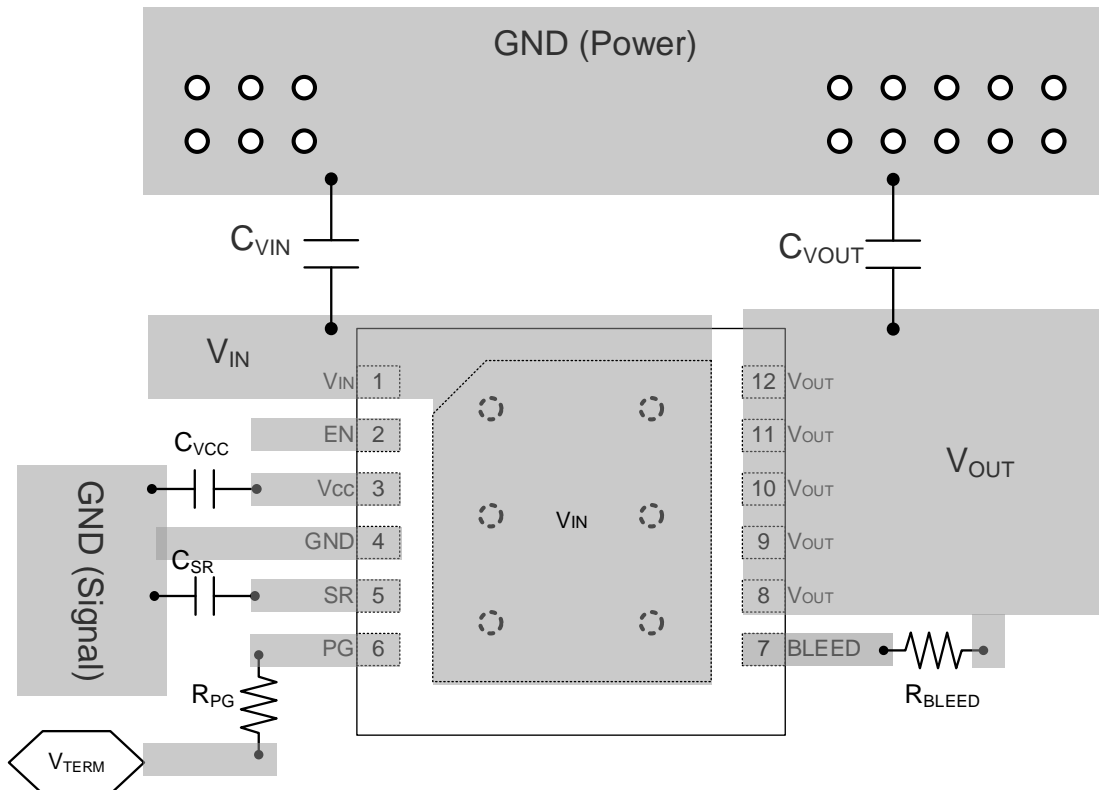 GND (Power)
CVIN
CVOUT
VIN
VIN 1
12 VOUT
EN 2
11 VOUT
CVCC
VCC 3
10 VOUT
VOUT
GND (Signal)
GND 4
VIN
9 VOUT
CSR
SR 5
8 VOUT
PG 6
7 BLEED
RPG
RBLEED
VTERM